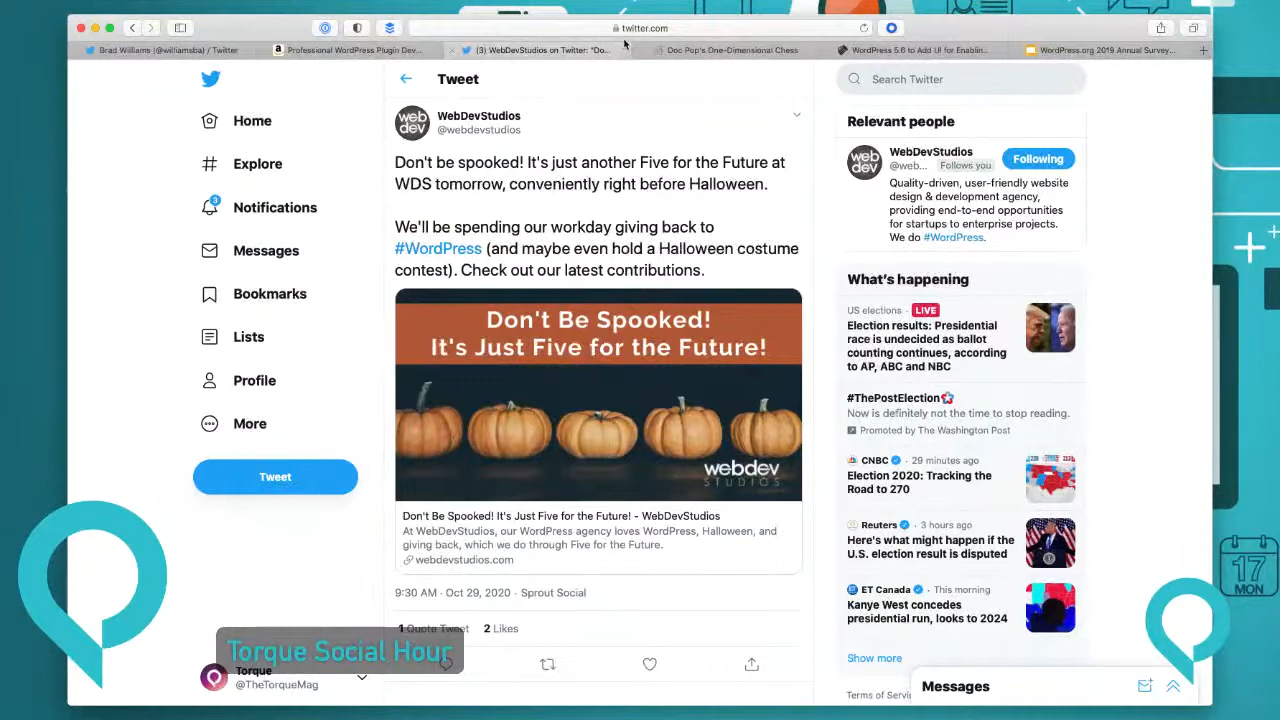 twitter.com
Brad Williams (@williamsba) / Twitter
a Professional WordPress Plugin Dev...
(3) WebDevStudios on Twitter: "Do...
Doc Pop's One-Dimensional Chess
WordPress 5.6 to Add UI for Enablin...
WordPress.org 2019 Annual Survey...
Home
Explore
3
Notifications
Messages
Bookmarks
Lists
Profile
More
Tweet
Torque
@TheTorqueMag
Torque Social Hour
Tweet
web
dev
WebDevStudios
@webdevstudios
Don't be spooked! It's just another Five for the Future at
WDS tomorrow, conveniently right before Halloween.
We'll be spending our workday giving back to
#WordPress (and maybe even hold a Halloween costume
contest). Check out our latest contributions.
Don't Be Spooked!
It's Just Five for the Future!
webdev
STUDIOS
Don't Be Spooked! It's Just Five for the Future! - WebDevStudios
At WebDevStudios, our WordPress agency loves WordPress, Halloween, and
giving back, which we do through Five for the Future.
webdevstudios.com
9:30 AM · Oct 29, 2020 · Sprout Social
1 Quote Tweet 2 Likes
Search Twitter
Relevant people
web
dev
WebDevStudios
@web... Follows you
Following
Quality-driven, user-friendly website
design & development agency,
providing end-to-end opportunities
for startups to enterprise projects.
We do #WordPress.
What's happening
US elections · LIVE
Election results: Presidential
race is undecided as ballot
counting continues, according
to AP, ABC and NBC
#ThePostElection
Now is definitely not the time to stop reading.
Promoted by The Washington Post
CNBC · 29 minutes ago
Election 2020: Tracking the
Road to 270
Reuters · 3 hours ago
Here's what might happen if the
U.S. election result is disputed
ET Canada · This morning
Kanye West concedes
presidential run, looks to 2024
Show more
Terms of
Messages
17
MON